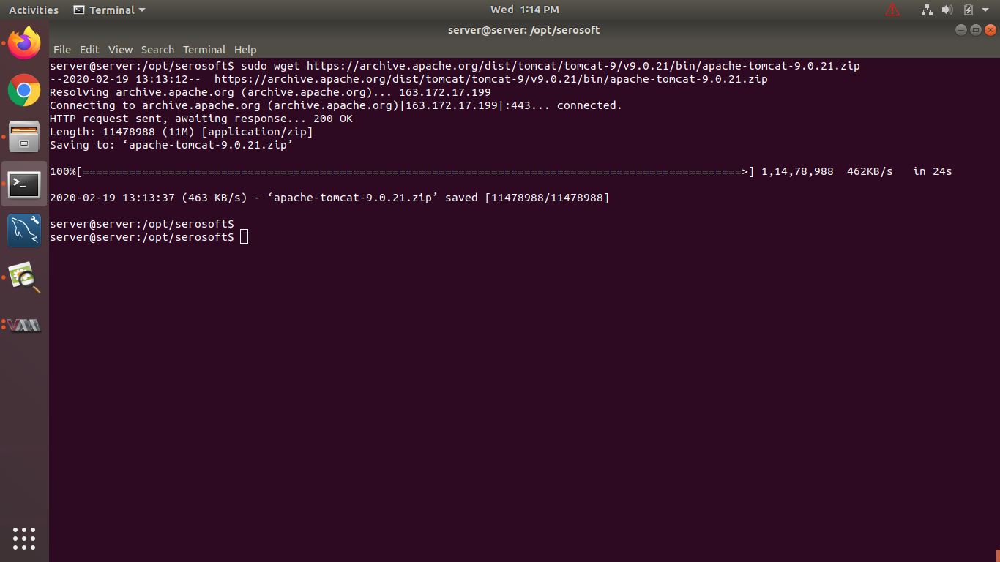 Activities Terminal Wed 1:14 PM
server@server: /opt/serosoft
File Edit View Search Terminal Help
server@server:/opt/serosoft$ sudo wget https://archive.apache.org/dist/tomcat/tomcat-9/v9.0.21/bin/apache-tomcat-9.0.21.zip
--2020-02-19 13:13:12--  https://archive.apache.org/dist/tomcat/tomcat-9/v9.0.21/bin/apache-tomcat-9.0.21.zip
Resolving archive.apache.org (archive.apache.org)... 163.172.17.199
Connecting to archive.apache.org (archive.apache.org)|163.172.17.199|:443... connected.
HTTP request sent, awaiting response... 200 OK
Length: 11478988 (11M) [application/zip]
Saving to: ‘apache-tomcat-9.0.21.zip’
100%[====================================================================================================>] 1,14,78,988  462KB/s   in 24s
2020-02-19 13:13:37 (463 KB/s) - ‘apache-tomcat-9.0.21.zip’ saved [11478988/11478988]
server@server:/opt/serosoft$
server@server:/opt/serosoft$